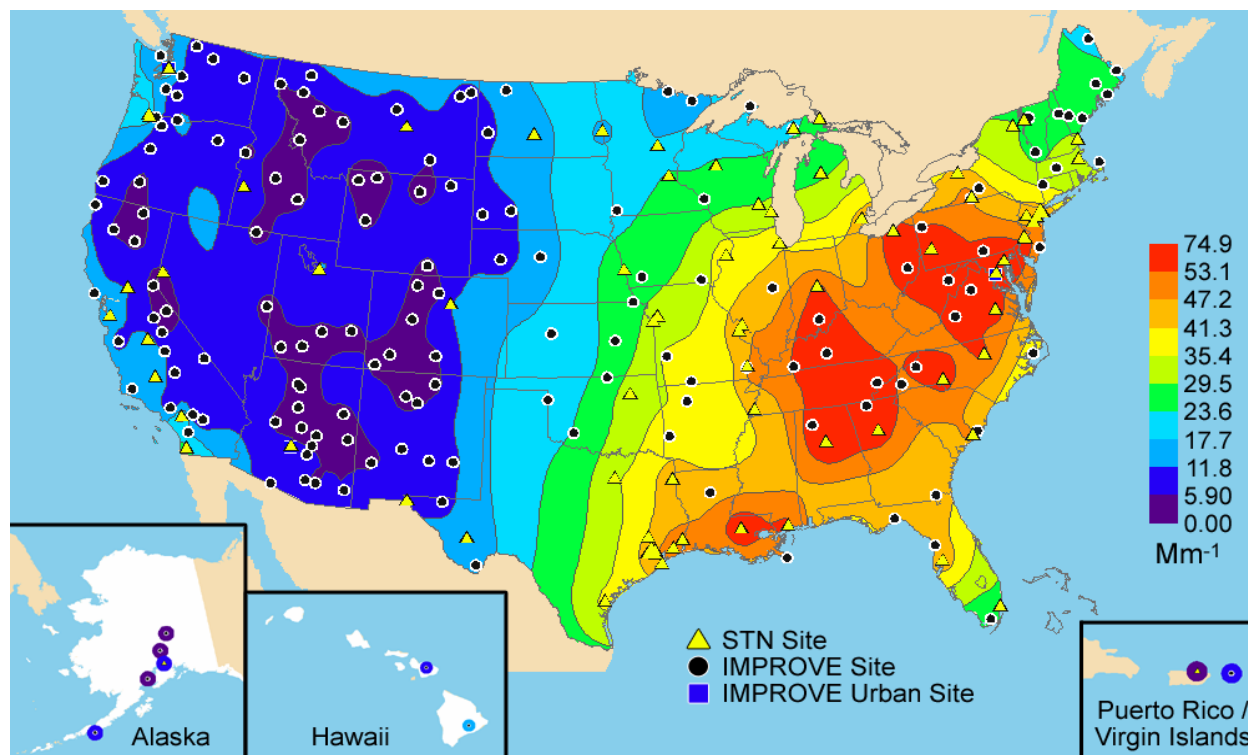 74.9
53.1
47.2
41.3
35.4
29.5
23.6
17.7
11.8
5.90
0.00
Mm⁻¹
STN Site
IMPROVE Site
IMPROVE Urban Site
Alaska
Hawaii
Puerto Rico /
Virgin Islands